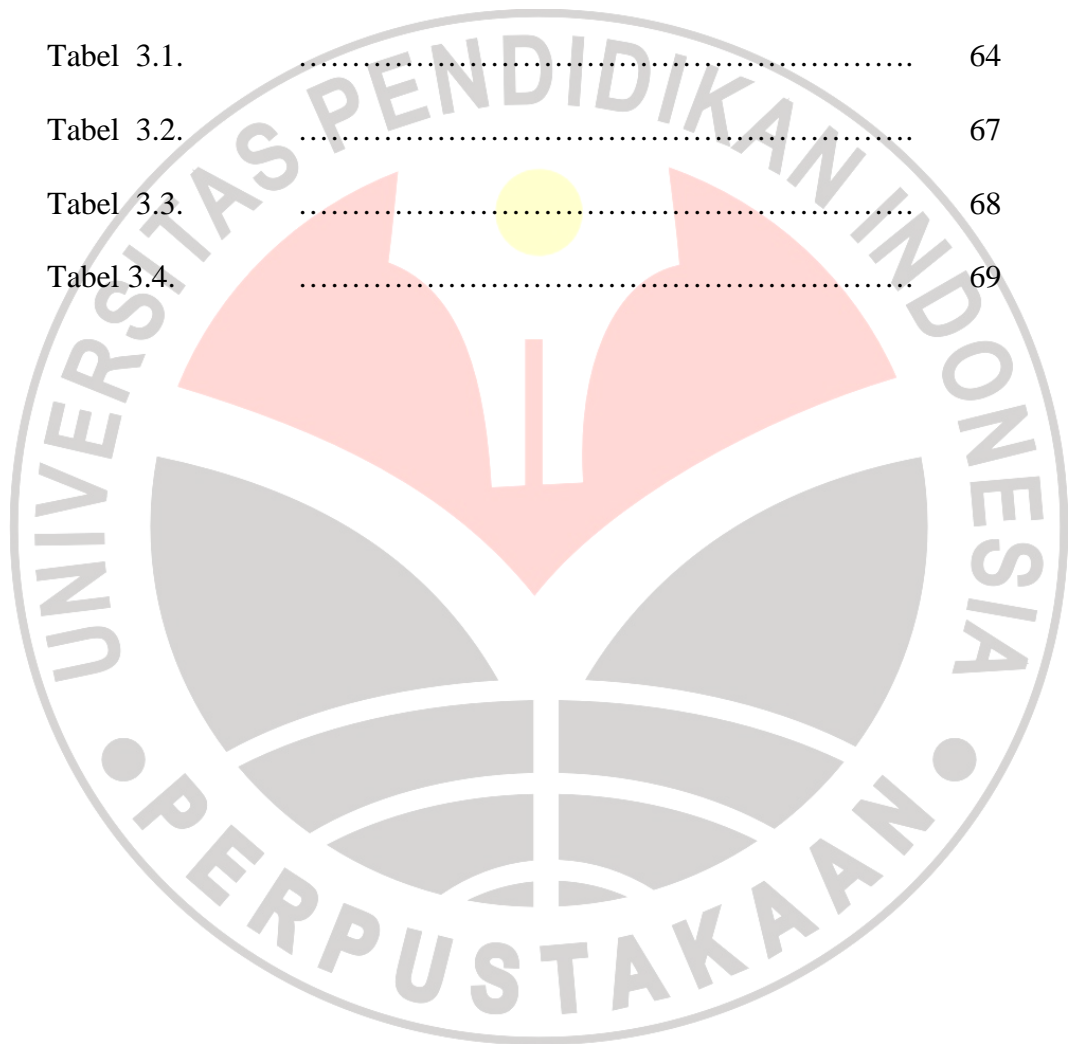 Tabel 3.1. ………………………………………………………. 64
Tabel 3.2. ………………………………………………………. 67
Tabel 3.3. ………………………………………………………. 68
Tabel 3.4. ………………………………………………………. 69
UNIVERSITAS PENDIDIKAN INDONESIA
PERPUSTAKAAN